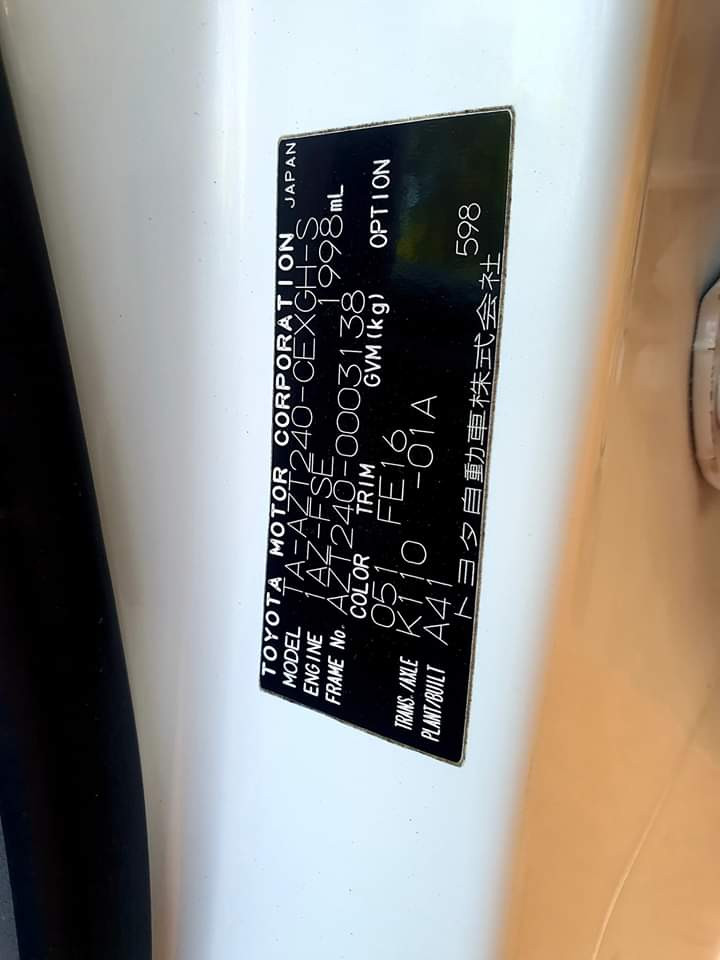 TOYOTA MOTOR CORPORATION JAPAN
MODEL TA-AZT240-CEXGH-S
ENGINE 1AZ-FSE 1998mL
FRAME No. AZT240-0003138
COLOR TRIM GVM(kg) OPTION
051 FE16
TRANS./AXLE K110 -01A
PLANT/BUILT A41
トヨタ自動車株式会社 598